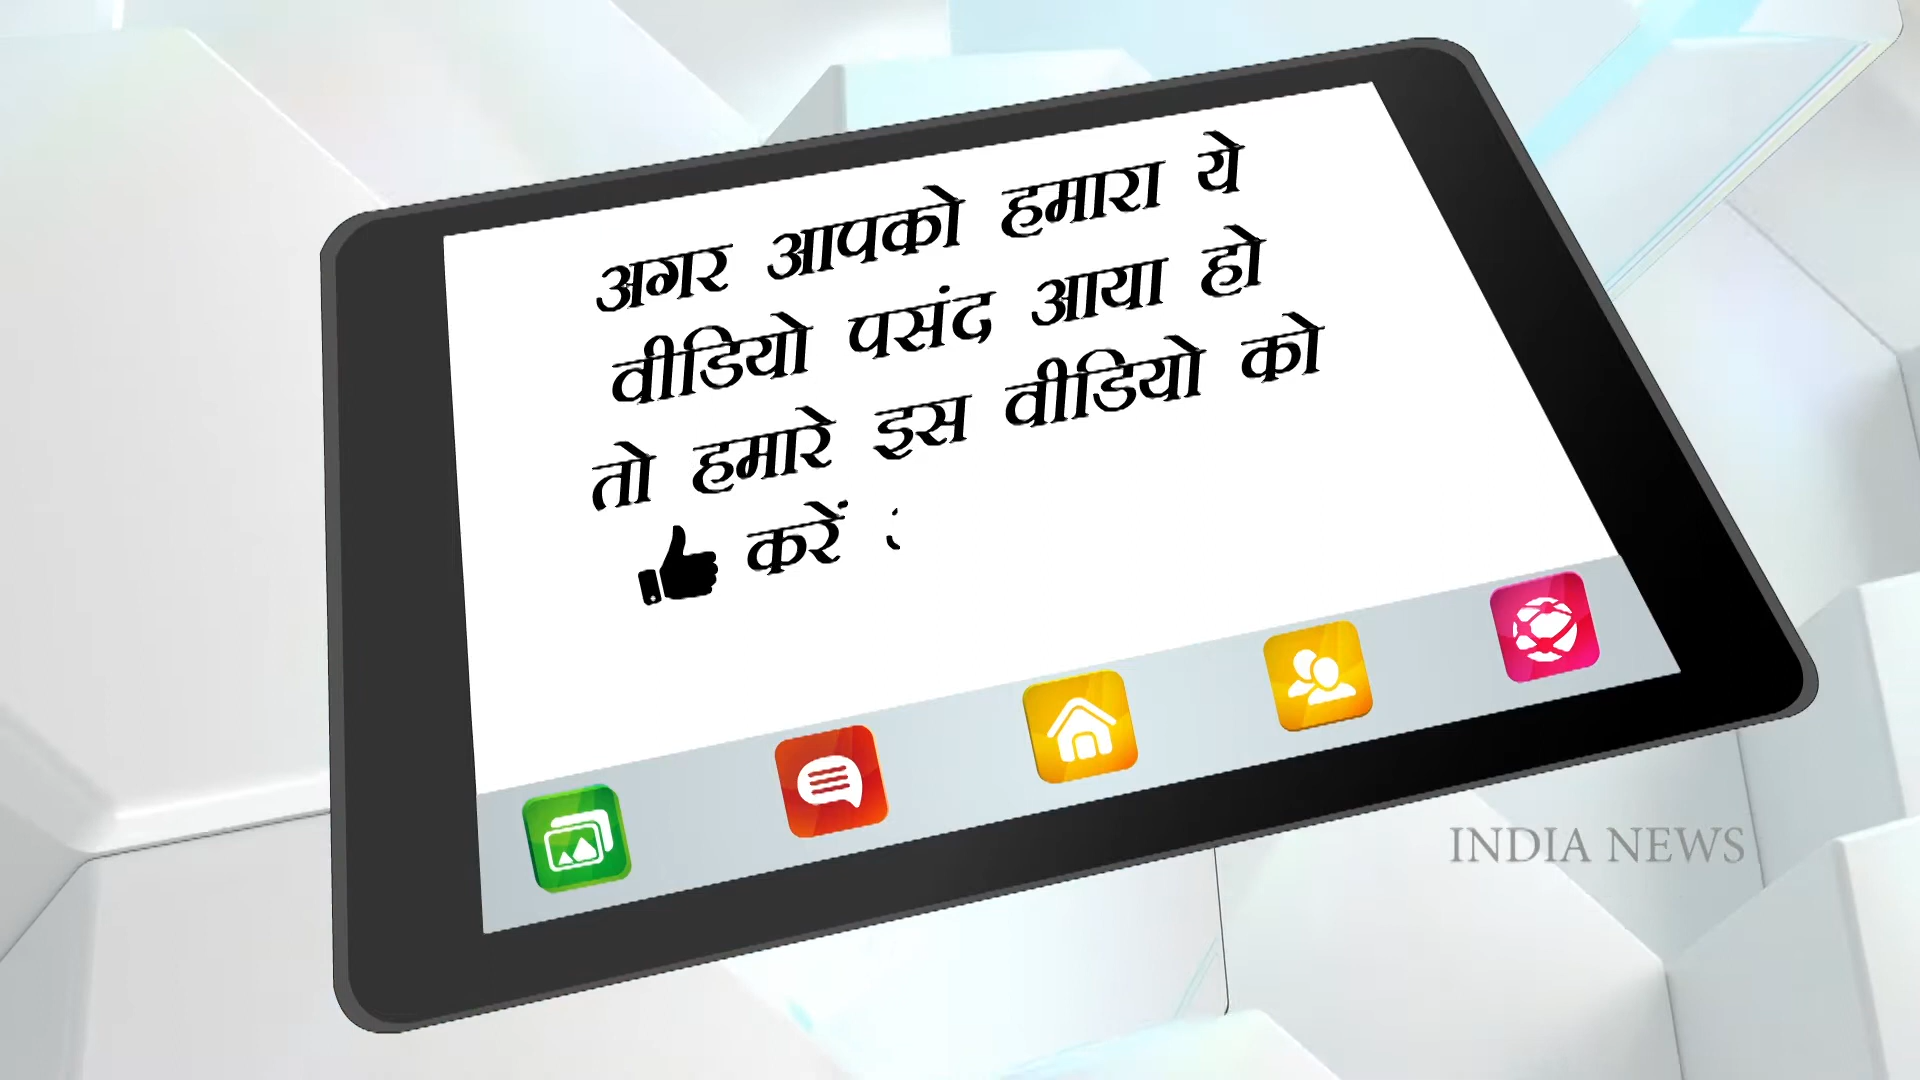 अगर आपको हमारा ये
वीडियो पसंद आया हो
तो हमारे इस वीडियो को
करें
INDIA NEWS